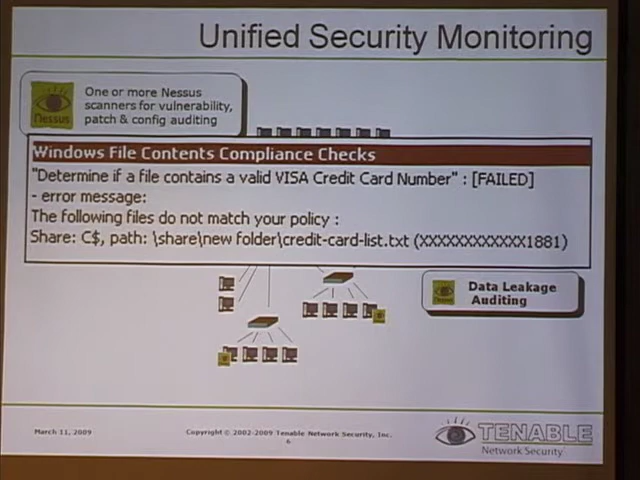 Unified Security Monitoring
Nessus
One or more Nessus
scanners for vulnerability,
patch & config auditing
Windows File Contents Compliance Checks
"Determine if a file contains a valid VISA Credit Card Number" : [FAILED]
- error message:
The following files do not match your policy :
Share: C$, path: \share\new folder\credit-card-list.txt (XXXXXXXXXXXX1881)
Data Leakage
Auditing
March 11, 2009
Copyright © 2002-2009 Tenable Network Security, Inc.
6
TENABLE
Network Security